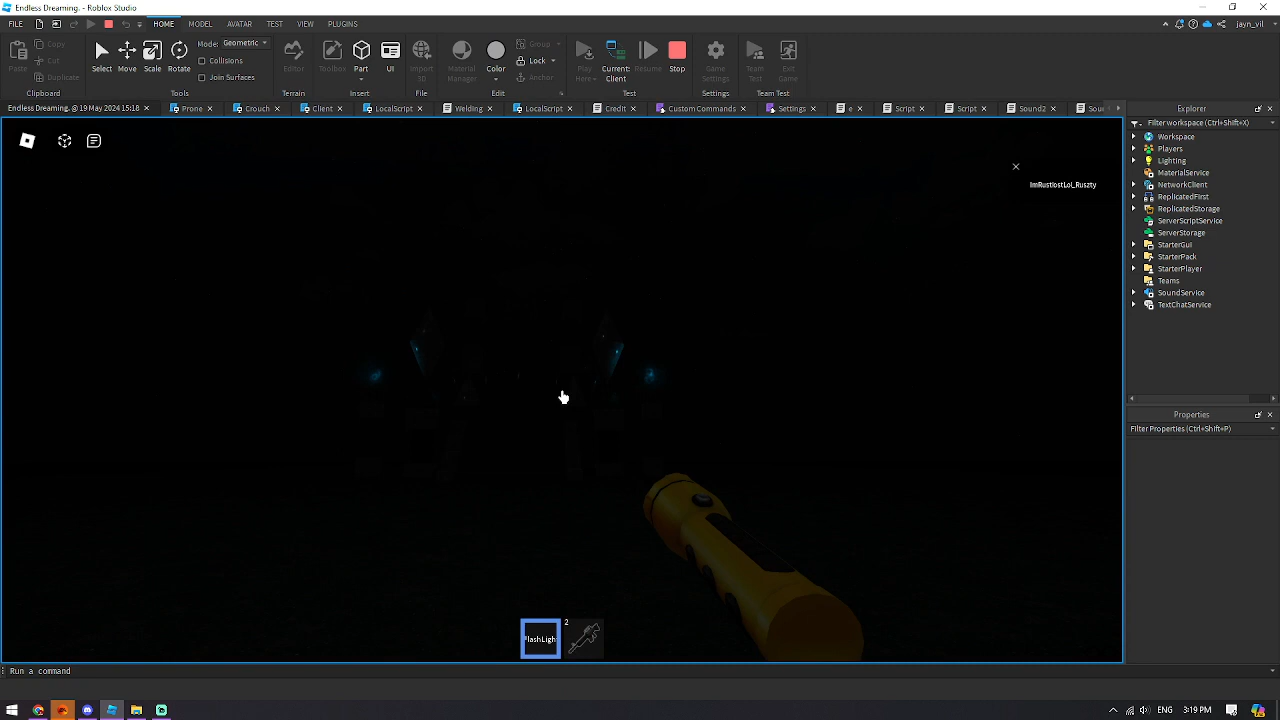 Endless Dreaming. - Roblox Studio
FILE HOME MODEL AVATAR TEST VIEW PLUGINS jayn_vil
Paste Copy Cut Duplicate Select Move Scale Rotate Mode: Geometric Collisions Join Surfaces Editor Toolbox Part UI Import 3D Material Manager Color Group Lock Anchor Play Here Current: Client Resume Stop Game Settings Team Test Exit Game
Clipboard Tools Terrain Insert File Edit Test Settings Team Test
Endless Dreaming. @ 19 May 2024 15:18 Prone Crouch Client LocalScript Welding LocalScript Credit Custom Commands Settings e Script Script Sound2 Explorer
Filter workspace (Ctrl+Shift+X)
Workspace
Players
Lighting
MaterialService
NetworkClient
ReplicatedFirst
ReplicatedStorage
ServerScriptService
ServerStorage
StarterGui
StarterPack
StarterPlayer
Teams
SoundService
TextChatService
ImRustlostLol_Ruszty
Properties
Filter Properties (Ctrl+Shift+P)
2
Run a command
ENG 3:19 PM